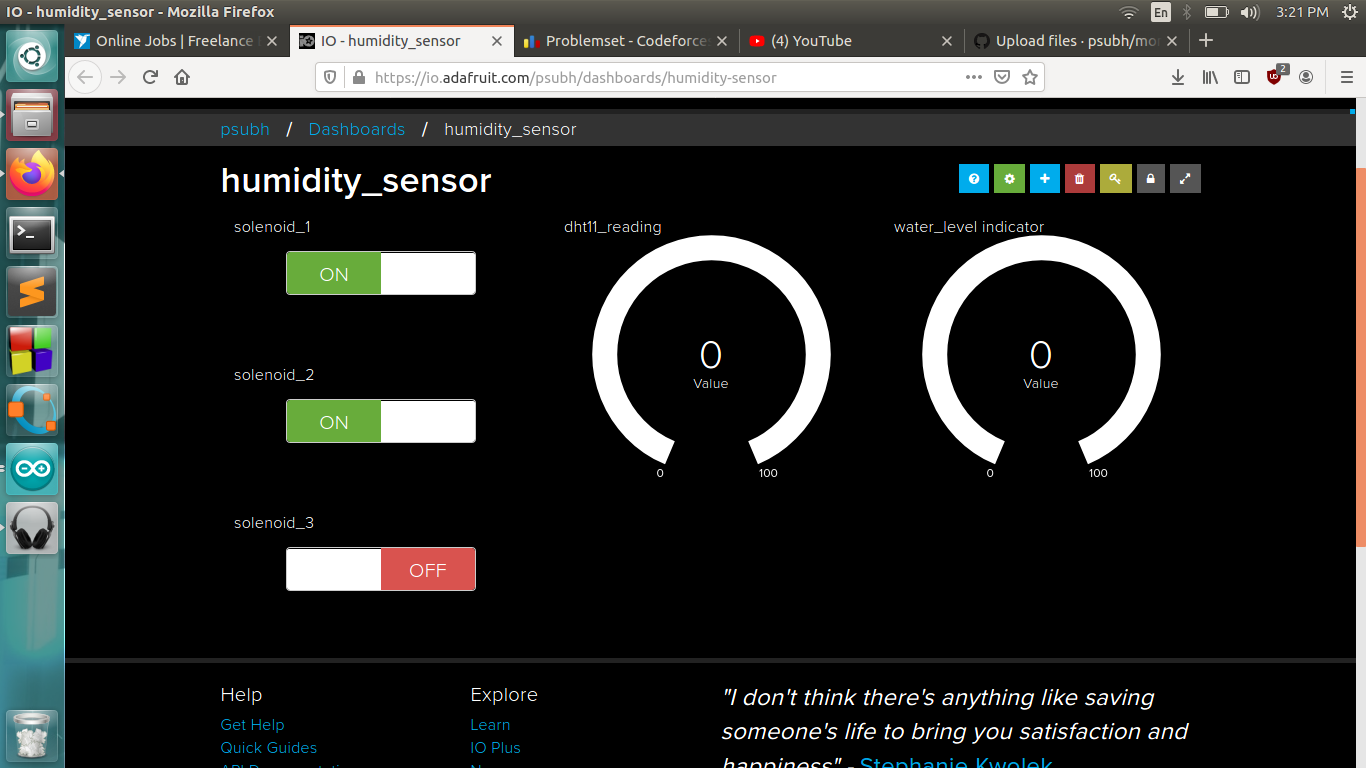 IO - humidity_sensor - Mozilla Firefox
En
3:21 PM
Online Jobs | Freelance
IO - humidity_sensor
Problemset - Codeforces
(4) YouTube
Upload files · psubh/mo
https://io.adafruit.com/psubh/dashboards/humidity-sensor
2
psubh / Dashboards / humidity_sensor
humidity_sensor
solenoid_1
ON
solenoid_2
ON
solenoid_3
OFF
dht11_reading
0
Value
0
100
water_level indicator
0
Value
0
100
Help
Get Help
Quick Guides
Explore
Learn
IO Plus
"I don't think there's anything like saving
someone's life to bring you satisfaction and
happiness" - Stephanie Kwolek